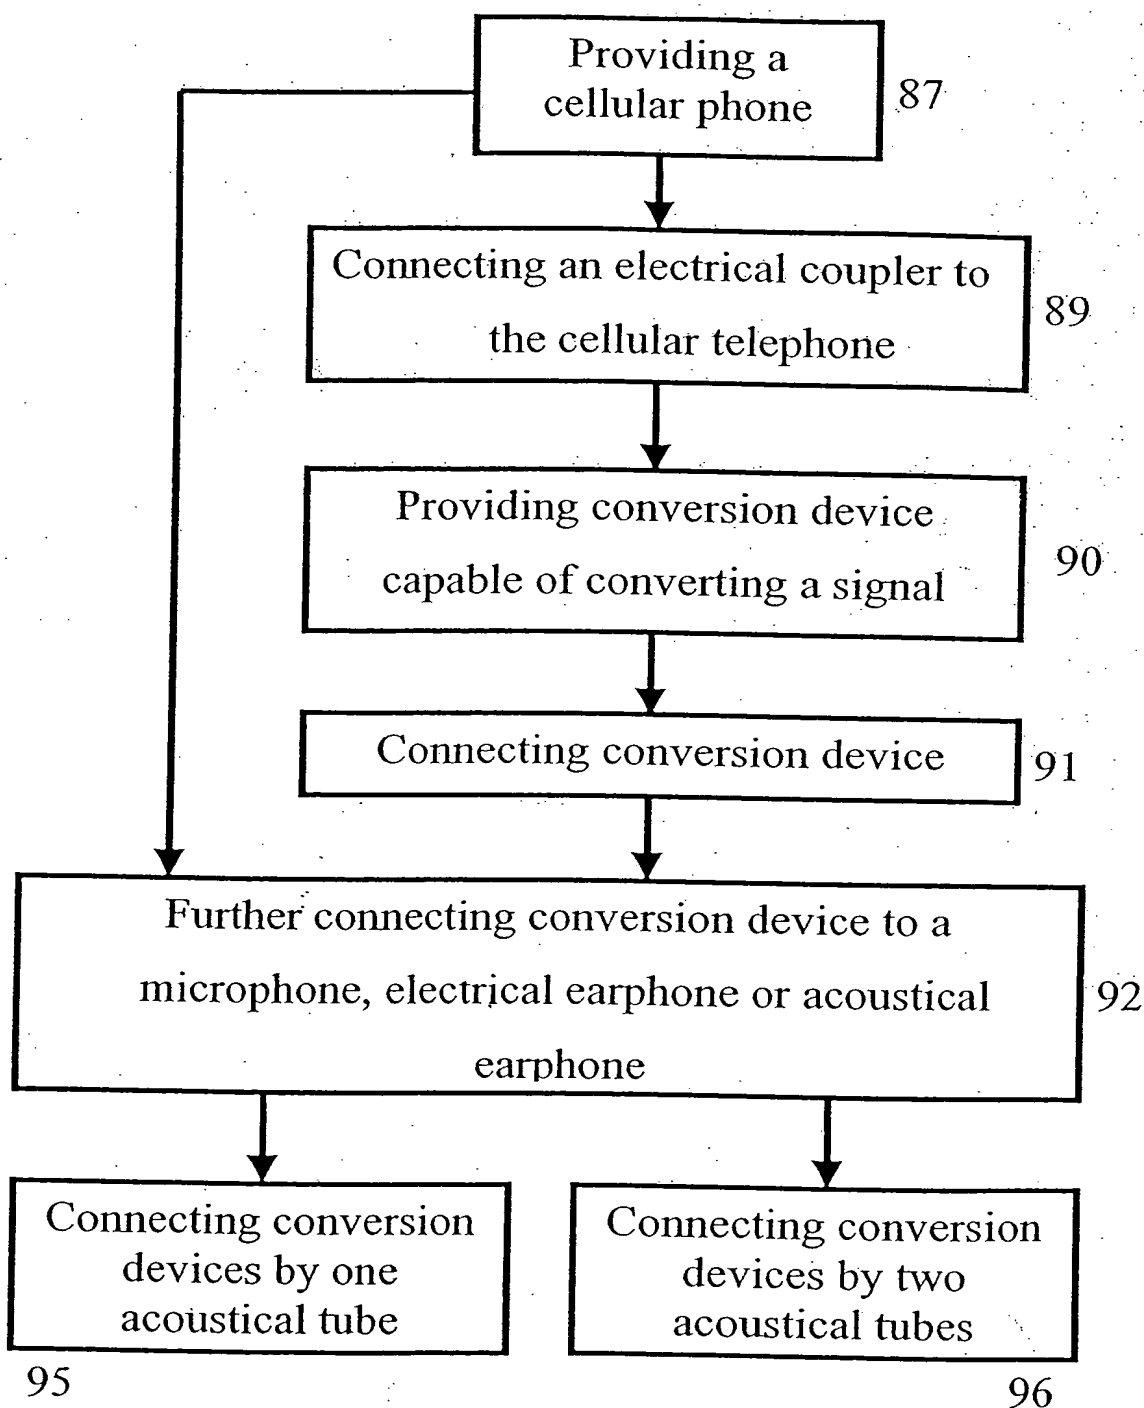 Providing a
cellular phone
87
Connecting an electrical coupler to
the cellular telephone
89
Providing conversion device
capable of converting a signal
90
Connecting conversion device
91
Further connecting conversion device to a
microphone, electrical earphone or acoustical
earphone
92
Connecting conversion
devices by one
acoustical tube
95
Connecting conversion
devices by two
acoustical tubes
96